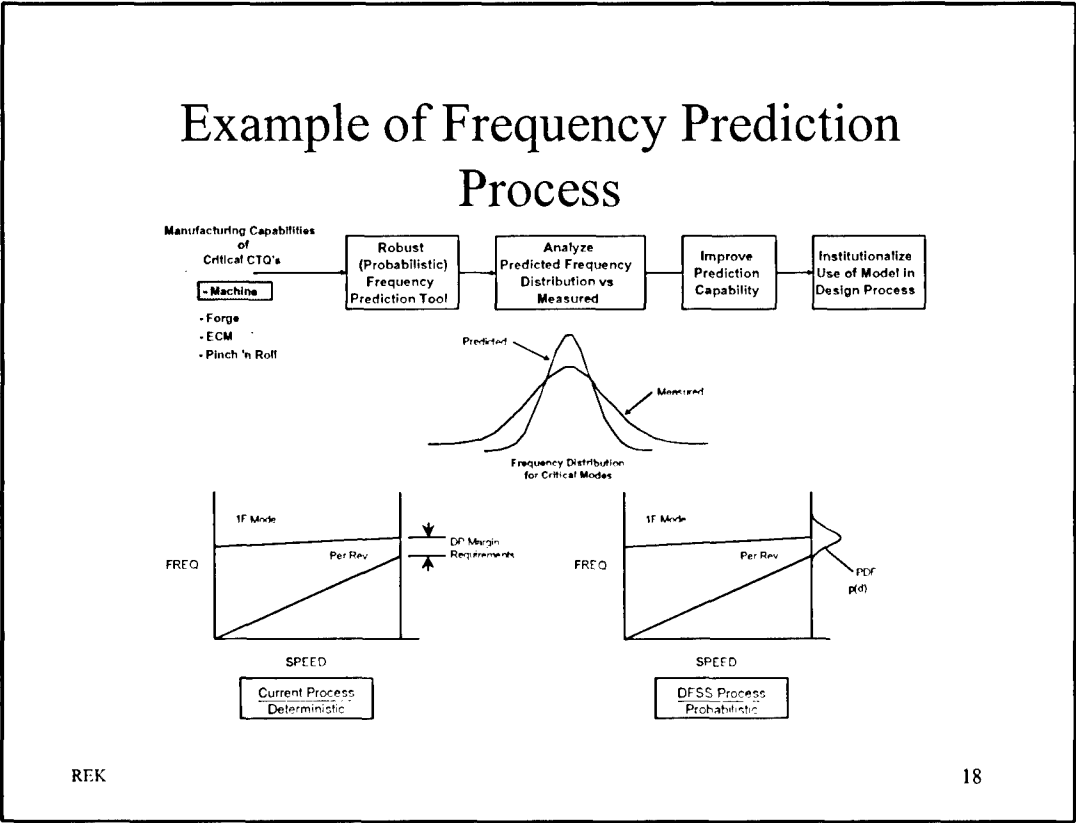 Example of Frequency Prediction
Process
Manufacturing Capabilities
of
Critical CTQ's
- Machine
- Forge
- ECM
- Pinch 'n Roll
Robust
(Probabilistic)
Frequency
Prediction Tool
Analyze
Predicted Frequency
Distribution vs
Measured
Improve
Prediction
Capability
Institutionalize
Use of Model in
Design Process
Predicted
Measured
Frequency Distribution
for Critical Modes
1F Mode
Per Rev
FREQ
DP Margin
Requirements
SPEED
Current Process
Deterministic
1F Mode
Per Rev
FREQ
PDF
p(d)
SPEED
DFSS Process
Probabilistic
REK
18